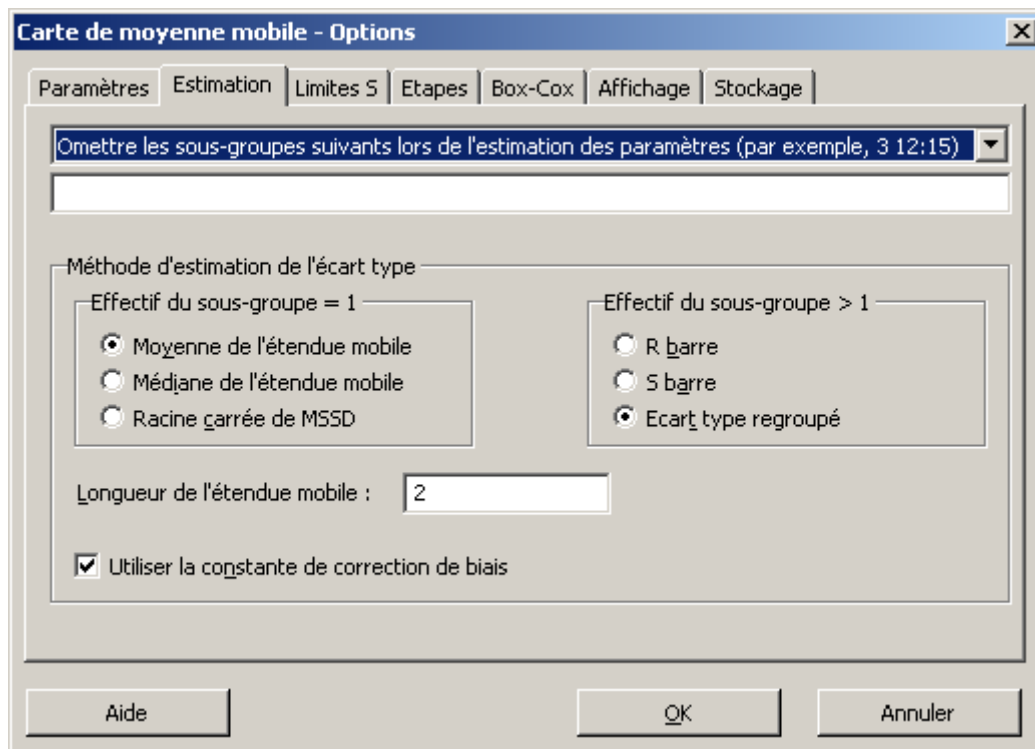 Carte de moyenne mobile - Options
Paramètres Estimation Limites S Etapes Box-Cox Affichage Stockage
Omettre les sous-groupes suivants lors de l'estimation des paramètres (par exemple, 3 12:15)
Méthode d'estimation de l'écart type
Effectif du sous-groupe = 1 Effectif du sous-groupe > 1
Moyenne de l'étendue mobile R barre
Médiane de l'étendue mobile S barre
Racine carrée de MSSD Ecart type regroupé
Longueur de l'étendue mobile : 2
Utiliser la constante de correction de biais
Aide OK Annuler